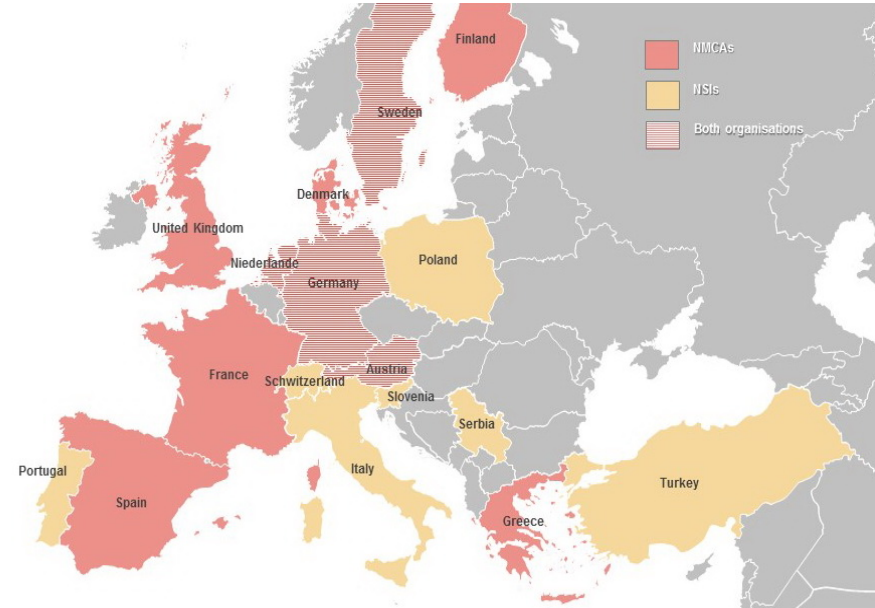 Finland
NMCAs
NSIs
Sweden
Both organisations
Denmark
United Kingdom
Niederlande
Poland
Germany
Austria
France
Schwitzerland
Slovenia
Serbia
Portugal
Italy
Turkey
Spain
Greece